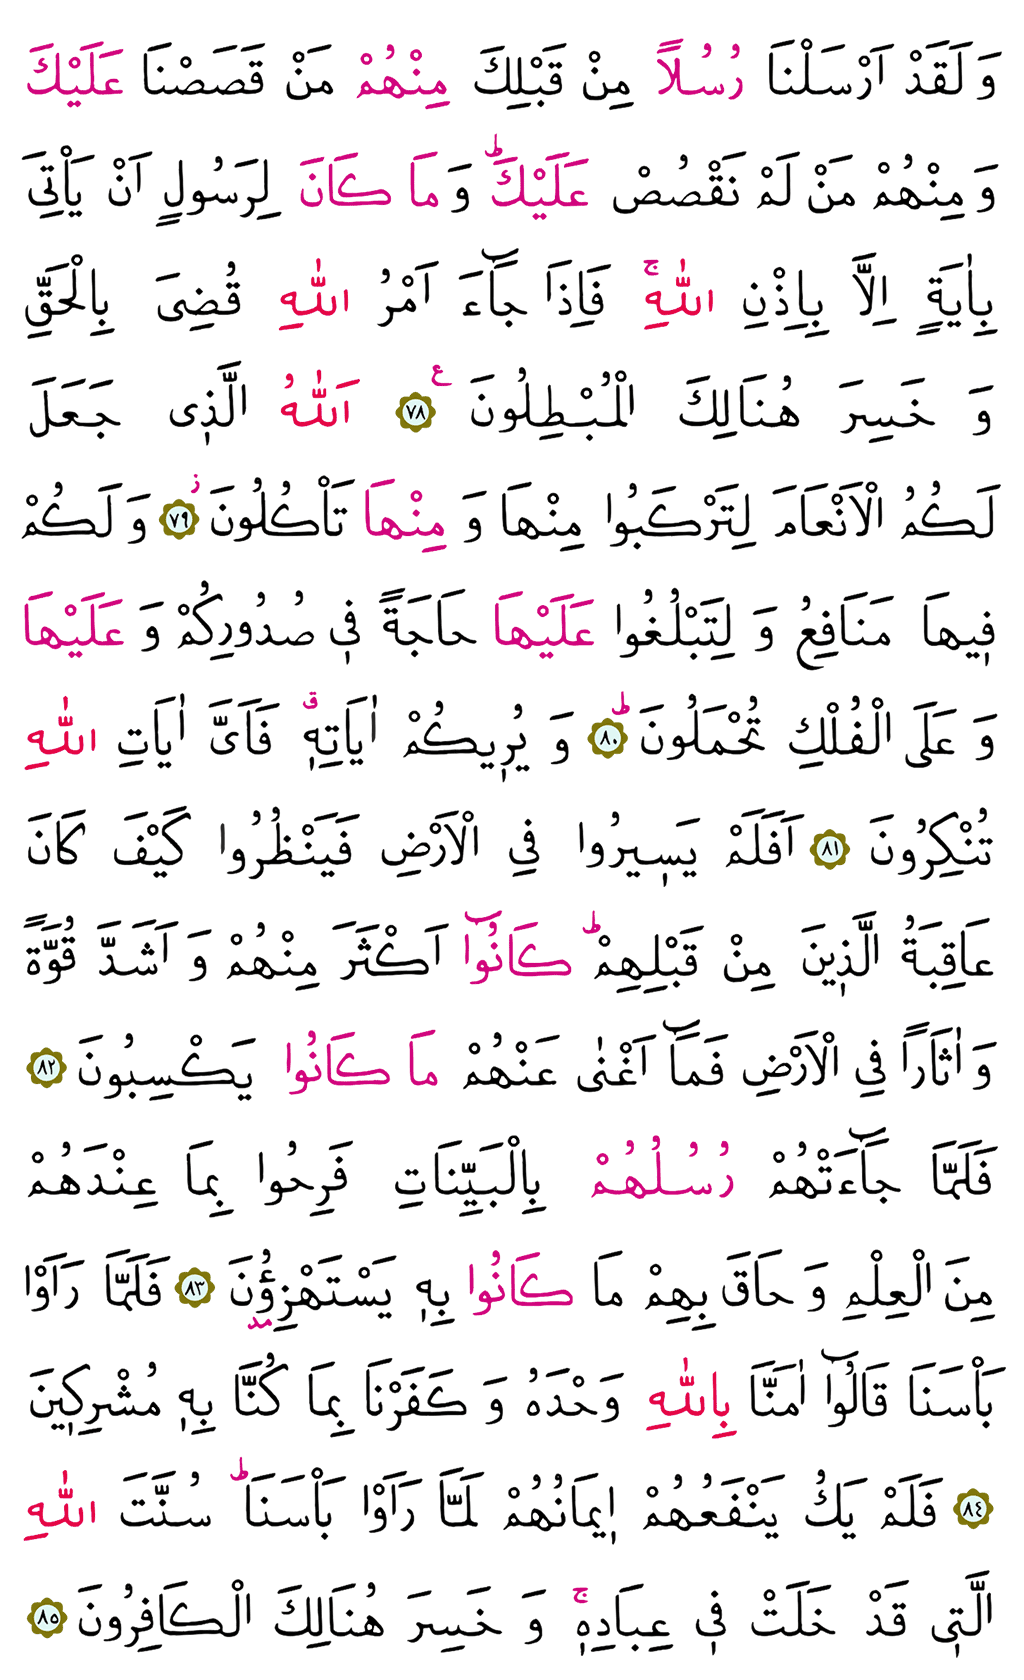 وَ لَقَدْ اَرْسَلْنَا رُسُلاً مِنْ قَبْلِكَ مِنْهُمْ مَنْ قَصَصْنَا عَلَيْكَ
وَ مِنْهُمْ مَنْ لَمْ نَقْصُصْ عَلَيْكَۜ وَ مَا كَانَ لِرَسُولٍ اَنْ يَأْتِىَ
بِاٰيَةٍ اِلَّا بِاِذْنِ اللّٰهِۚ فَاِذَا جَٓاءَ اَمْرُ اللّٰهِ قُضِىَ بِالْحَقِّ
وَ خَسِرَ هُنَالِكَ الْمُبْطِلُونَ ع ﴿٧٨﴾ اَللّٰهُ الَّذٖى جَعَلَ
لَكُمُ الْاَنْعَامَ لِتَرْكَبُوا مِنْهَا وَ مِنْهَا تَأْكُلُونَ ز ﴿٧٩﴾ وَ لَكُمْ
فٖيهَا مَنَافِعُ وَ لِتَبْلُغُوا عَلَيْهَا حَاجَةً فٖى صُدُورِكُمْ وَ عَلَيْهَا
وَ عَلَى الْفُلْكِ تُحْمَلُونَ ط ﴿٨٠﴾ وَ يُرٖيكُمْ اٰيَاتِهٖۗ فَاَىَّ اٰيَاتِ اللّٰهِ
تُنْكِرُونَ ﴿٨١﴾ اَفَلَمْ يَسٖيرُوا فِى الْاَرْضِ فَيَنْظُرُوا كَيْفَ كَانَ
عَاقِبَةُ الَّذٖينَ مِنْ قَبْلِهِمْۜ كَانُٓوا اَكْثَرَ مِنْهُمْ وَ اَشَدَّ قُوَّةً
وَ اٰثَاراً فِى الْاَرْضِ فَمَٓا اَغْنٰى عَنْهُمْ مَا كَانُوا يَكْسِبُونَ ﴿٨٢﴾
فَلَمَّا جَٓاءَتْهُمْ رُسُلُهُمْ بِالْبَيِّنَاتِ فَرِحُوا بِمَا عِنْدَهُمْ
مِنَ الْعِلْمِ وَ حَاقَ بِهِمْ مَا كَانُوا بِهٖ يَسْتَهْزِؤُنَ مد ﴿٨٣﴾ فَلَمَّا رَاَوْا
بَأْسَنَا قَالُٓوا اٰمَنَّا بِاللّٰهِ وَحْدَهُ وَ كَفَرْنَا بِمَا كُنَّا بِهٖ مُشْرِكٖينَ
﴿٨٤﴾ فَلَمْ يَكُ يَنْفَعُهُمْ اٖيمَانُهُمْ لَمَّا رَاَوْا بَأْسَنَاۜ سُنَّتَ اللّٰهِ
الَّتٖى قَدْ خَلَتْ فٖى عِبَادِهٖۚ وَ خَسِرَ هُنَالِكَ الْكَافِرُونَ ﴿٨٥﴾